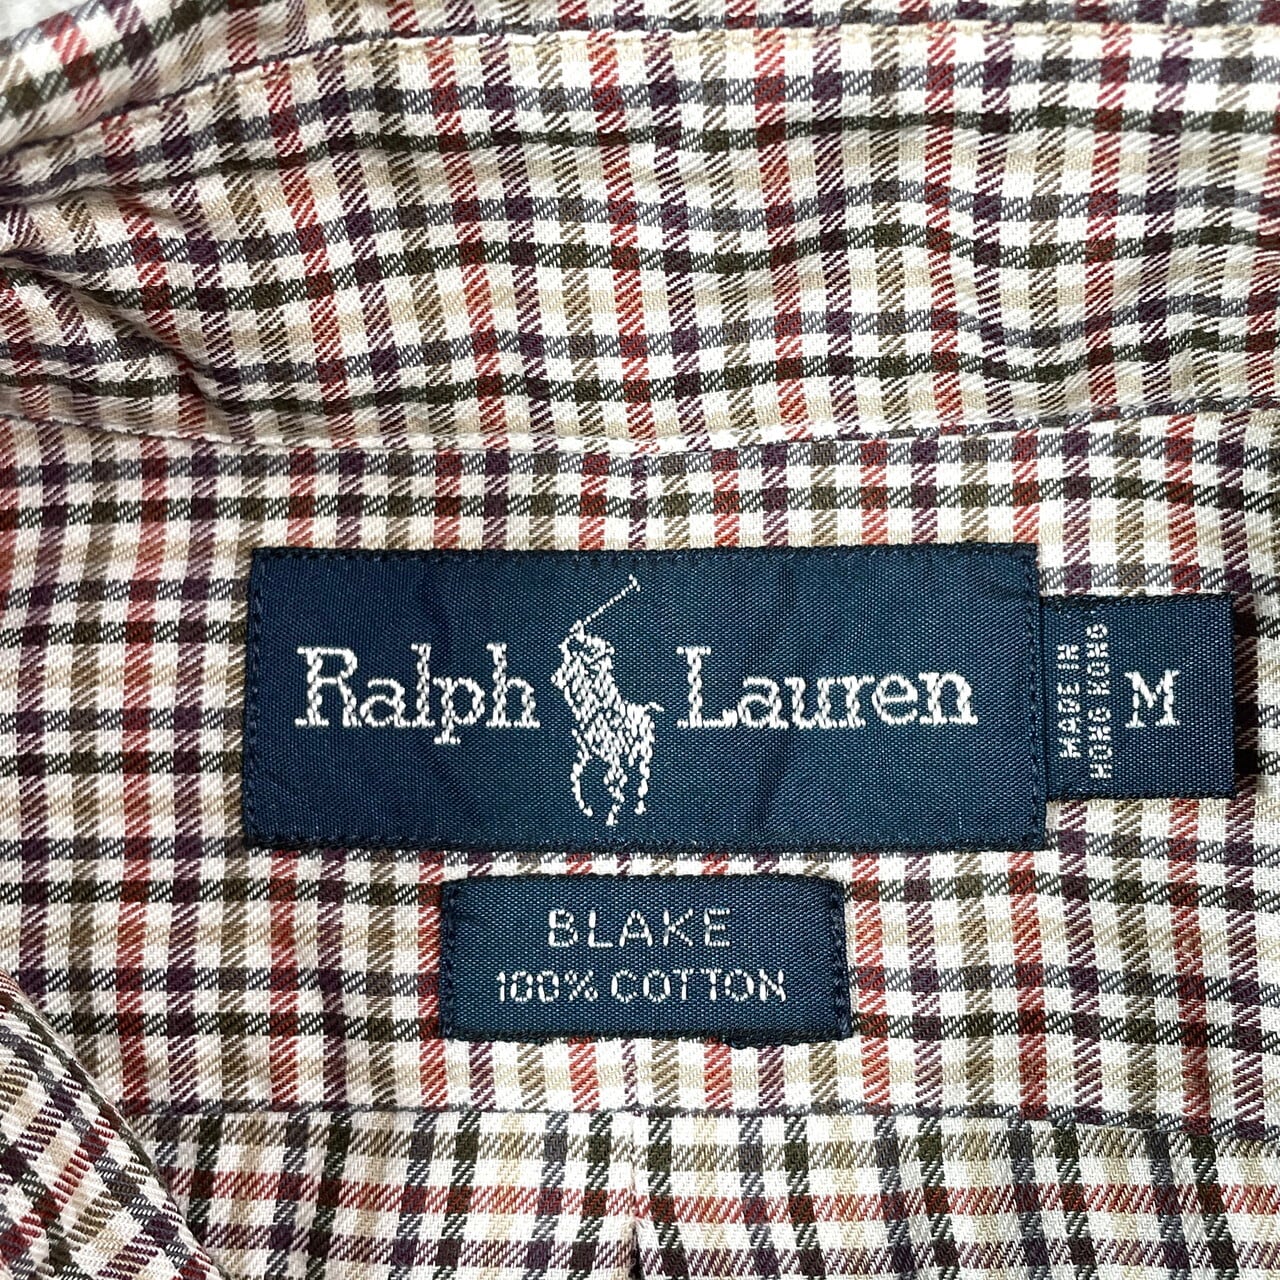 Ralph Lauren
MADE IN
HONG KONG
M
BLAKE
100% COTTON